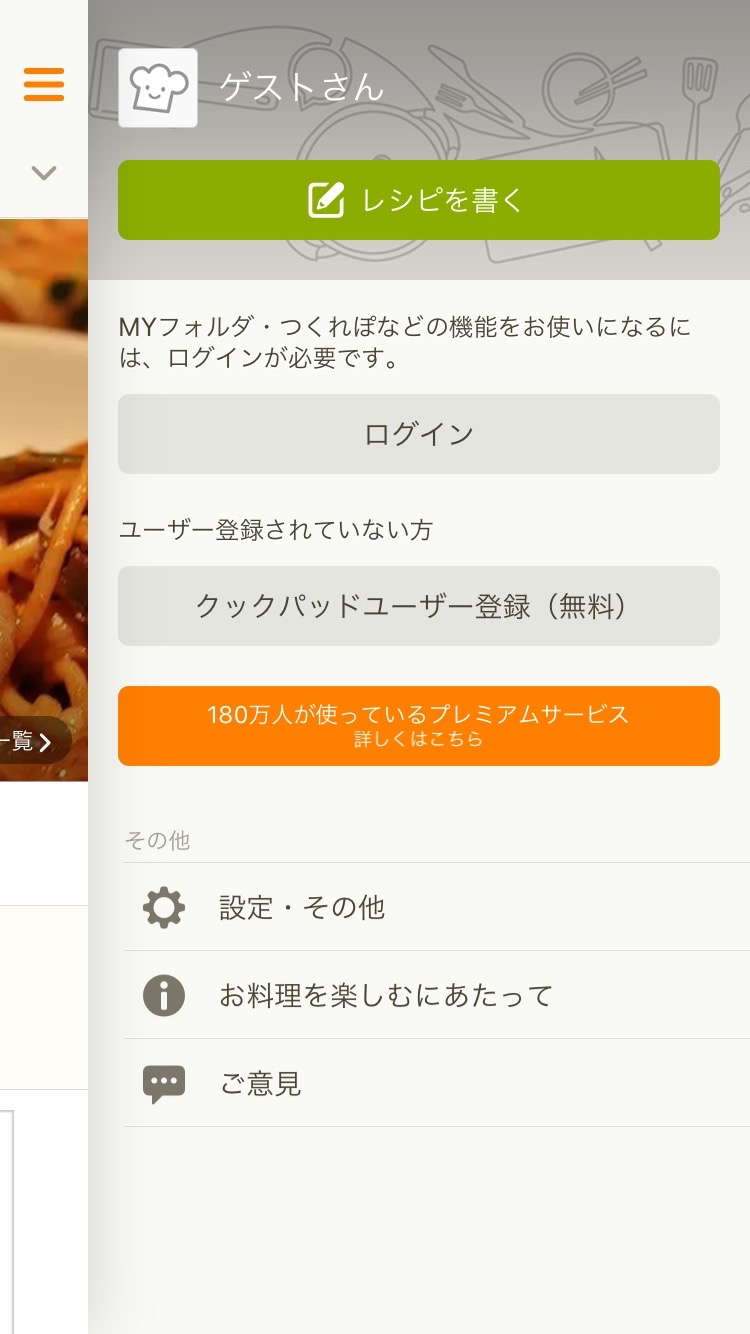 ゲストさん
レシピを書く
MYフォルダ・つくれぽなどの機能をお使いになるに
は、ログインが必要です。
ログイン
ユーザー登録されていない方
クックパッドユーザー登録（無料）
180万人が使っているプレミアムサービス
詳しくはこちら
一覧
その他
設定・その他
お料理を楽しむにあたって
ご意見